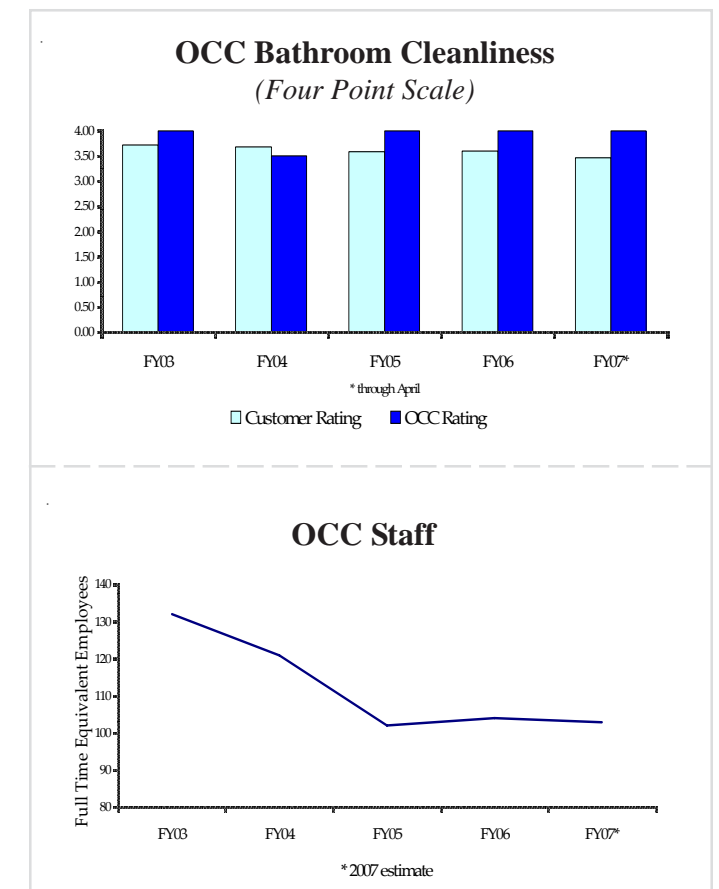 OCC Bathroom Cleanliness
(Four Point Scale)
4.00
3.50
3.00
2.50
2.00
1.50
1.00
0.50
0.00
FY03 FY04 FY05 FY06 FY07*
* through April
Customer Rating OCC Rating
OCC Staff
Full Time Equivalent Employees
140
130
120
110
100
90
80
FY03 FY04 FY05 FY06 FY07*
* 2007 estimate